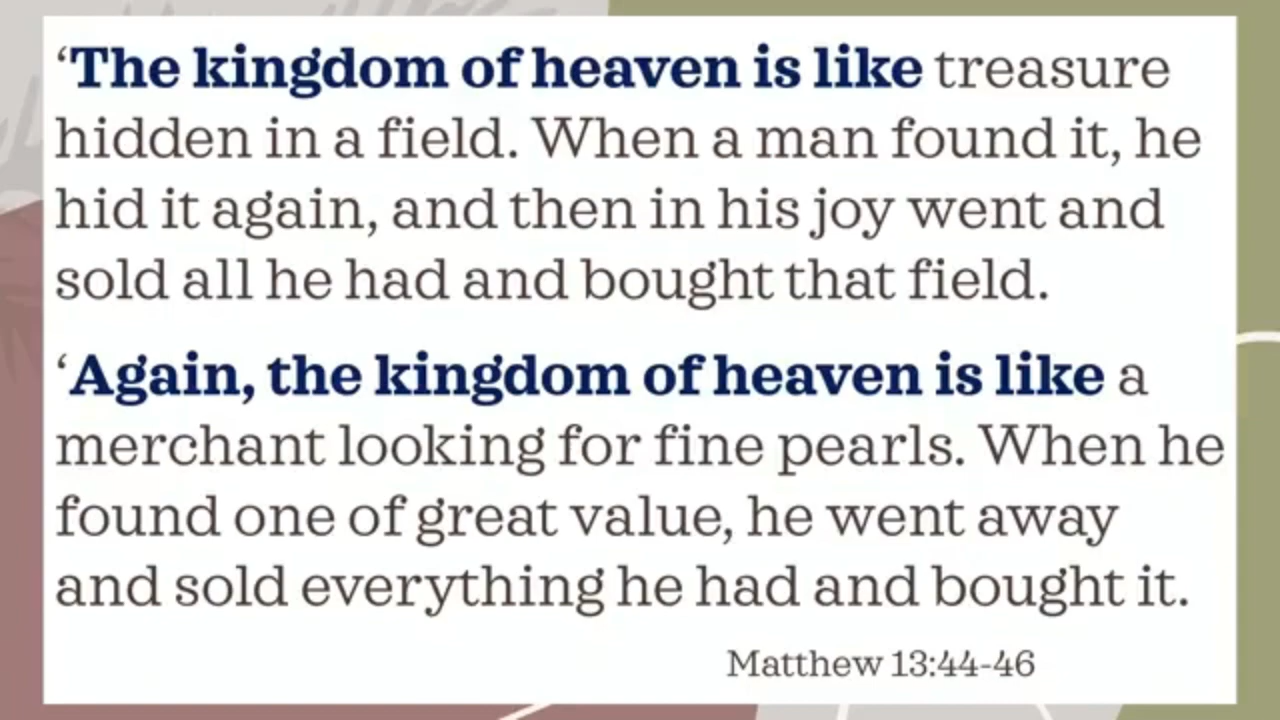 ‘The kingdom of heaven is like treasure
hidden in a field. When a man found it, he
hid it again, and then in his joy went and
sold all he had and bought that field.
‘Again, the kingdom of heaven is like a
merchant looking for fine pearls. When he
found one of great value, he went away
and sold everything he had and bought it.
Matthew 13:44-46